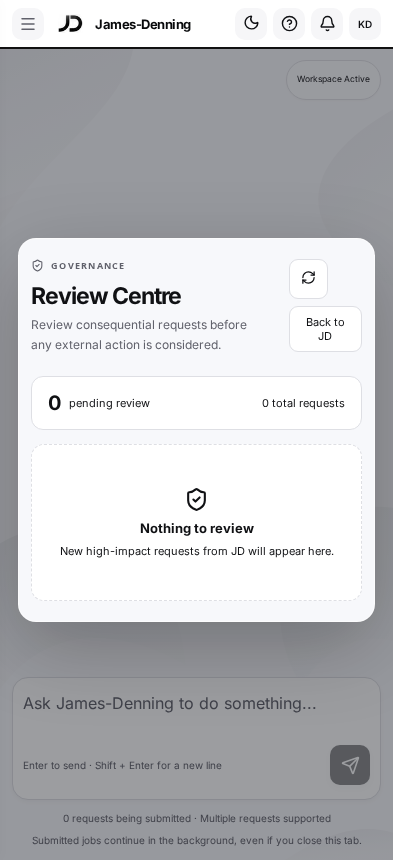 JD James-Denning KD
Workspace Active
GOVERNANCE
Review Centre
Review consequential requests before
any external action is considered.
Back to
JD
0 pending review 0 total requests
Nothing to review
New high-impact requests from JD will appear here.
Ask James-Denning to do something...
Enter to send · Shift + Enter for a new line
0 requests being submitted · Multiple requests supported
Submitted jobs continue in the background, even if you close this tab.